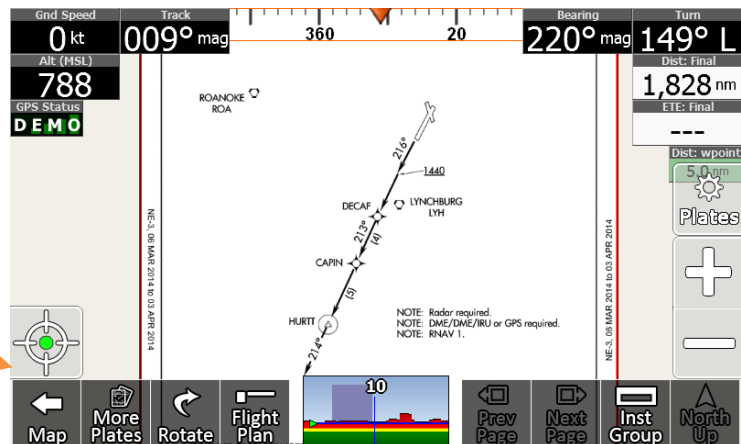 Gnd Speed
0 kt
Track
009° mag
360
20
Bearing
220° mag
Turn
149° L
Alt (MSL)
788
GPS Status
DEMO
Dist: Final
1,828 nm
ETE: Final
---
Dist: wpoint
5.0 nm
Plates
ROANOKE
ROA
216°
1440
DECAF
LYNCHBURG
LYH
213°
(4)
CAPIN
(5)
HURTT
214°
NOTE: Radar required.
NOTE: DME/DME/IRU or GPS required.
NOTE: RNAV 1.
NE-3, 06 MAR 2014 to 03 APR 2014
NE-3, 06 MAR 2014 to 03 APR 2014
Map
More
Plates
Rotate
Flight
Plan
10
Prev
Page
Next
Page
Inst
Group
North
Up